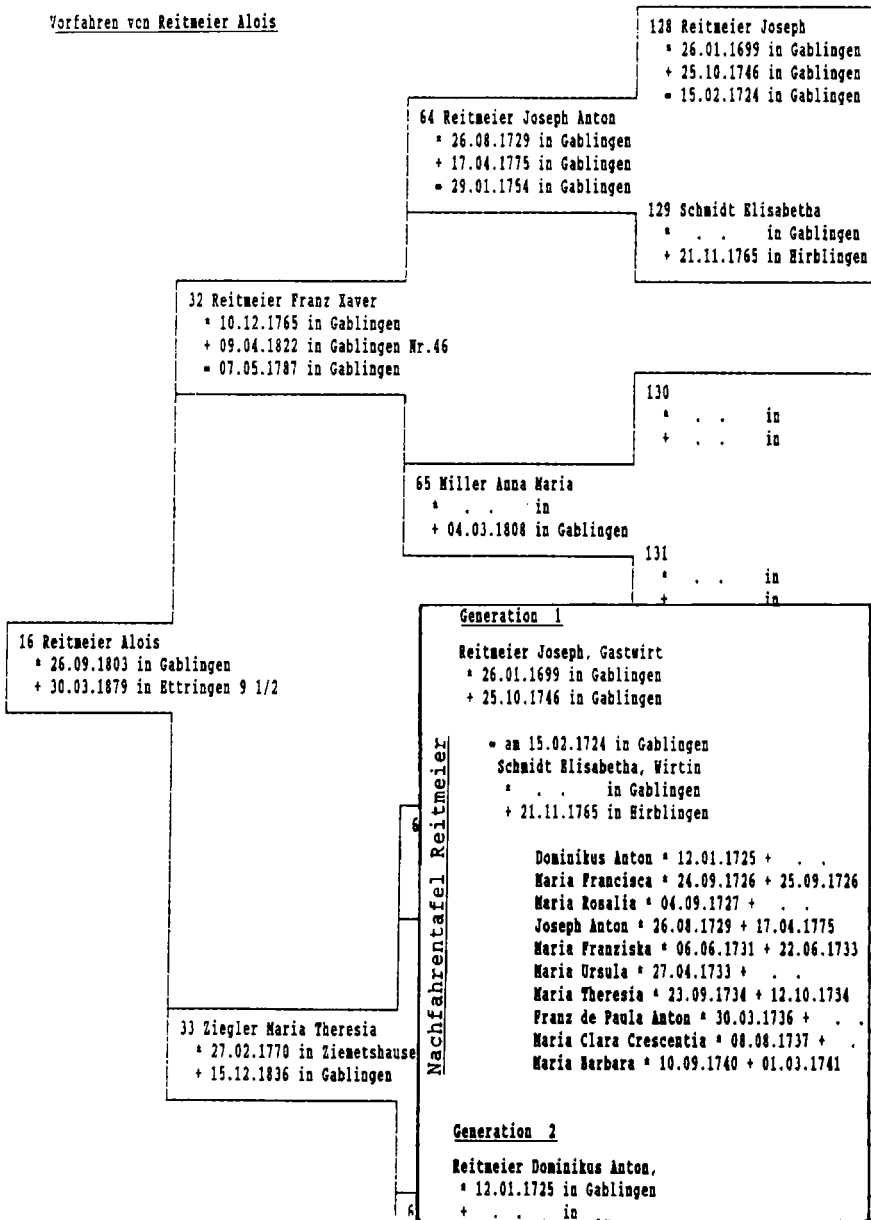 Vorfahren von Reitmeier Alois
128 Reitmeier Joseph
* 26.01.1699 in Gablingen
+ 25.10.1746 in Gablingen
= 15.02.1724 in Gablingen
64 Reitmeier Joseph Anton
* 26.08.1729 in Gablingen
+ 17.04.1775 in Gablingen
= 29.01.1754 in Gablingen
129 Schmidt Elisabetha
* . . in Gablingen
+ 21.11.1765 in Hirblingen
32 Reitmeier Franz Xaver
* 10.12.1765 in Gablingen
+ 09.04.1822 in Gablingen Nr.46
= 07.05.1787 in Gablingen
130
* . . in
+ . . in
65 Miller Anna Maria
* . . in
+ 04.03.1808 in Gablingen
131
* . . in
+ in
16 Reitmeier Alois
* 26.09.1803 in Gablingen
+ 30.03.1879 in Ettringen 9 1/2
6
33 Ziegler Maria Theresia
* 27.02.1770 in Ziemetshause
+ 15.12.1836 in Gablingen
6
Nachfahrentafel Reitmeier
Generation 1
Reitmeier Joseph, Gastwirt
* 26.01.1699 in Gablingen
+ 25.10.1746 in Gablingen
= am 15.02.1724 in Gablingen
Schmidt Elisabetha, Wirtin
* . . in Gablingen
+ 21.11.1765 in Hirblingen
Dominikus Anton * 12.01.1725 + . .
Maria Francisca * 24.09.1726 + 25.09.1726
Maria Rosalia * 04.09.1727 + . .
Joseph Anton * 26.08.1729 + 17.04.1775
Maria Franziska * 06.06.1731 + 22.06.1733
Maria Ursula * 27.04.1733 + . .
Maria Theresia * 23.09.1734 + 12.10.1734
Franz de Paula Anton * 30.03.1736 + . .
Maria Clara Crescentia * 08.08.1737 + .
Maria Barbara * 10.09.1740 + 01.03.1741
Generation 2
Reitmeier Dominikus Anton,
* 12.01.1725 in Gablingen
+ . . in